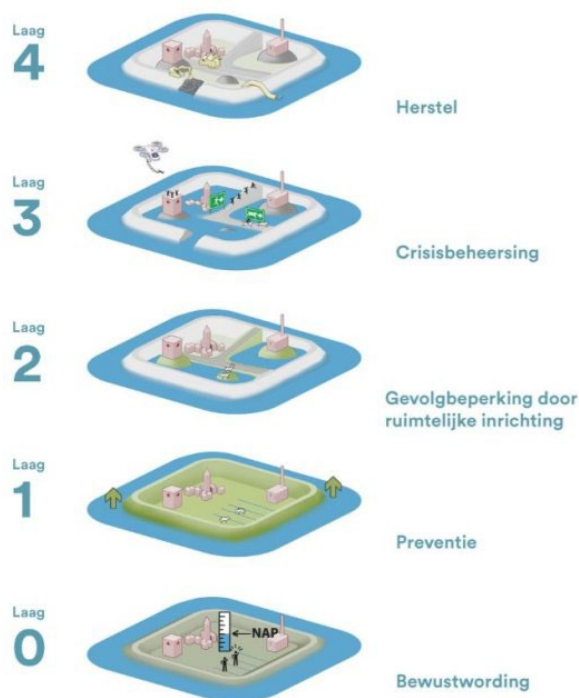 Laag
4
Herstel
Laag
3
Crisisbeheersing
Laag
2
Gevolgbeperking door
ruimtelijke inrichting
Laag
1
Preventie
Laag
0
NAP
Bewustwording